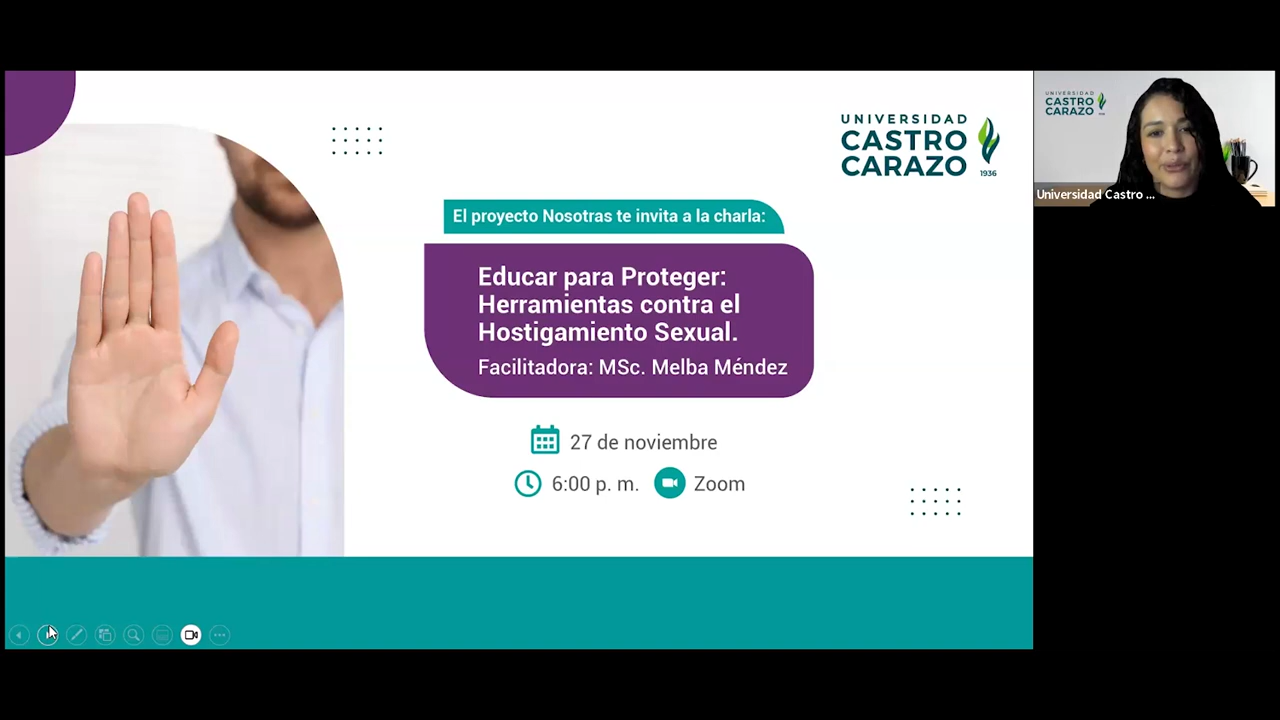 UNIVERSIDAD
CASTRO
CARAZO
1936
El proyecto Nosotras te invita a la charla:
Educar para Proteger:
Herramientas contra el
Hostigamiento Sexual.
Facilitadora: MSc. Melba Méndez
27 de noviembre
6:00 p. m.
Zoom
UNIVERSIDAD
CASTRO
CARAZO
Universidad Castro ...